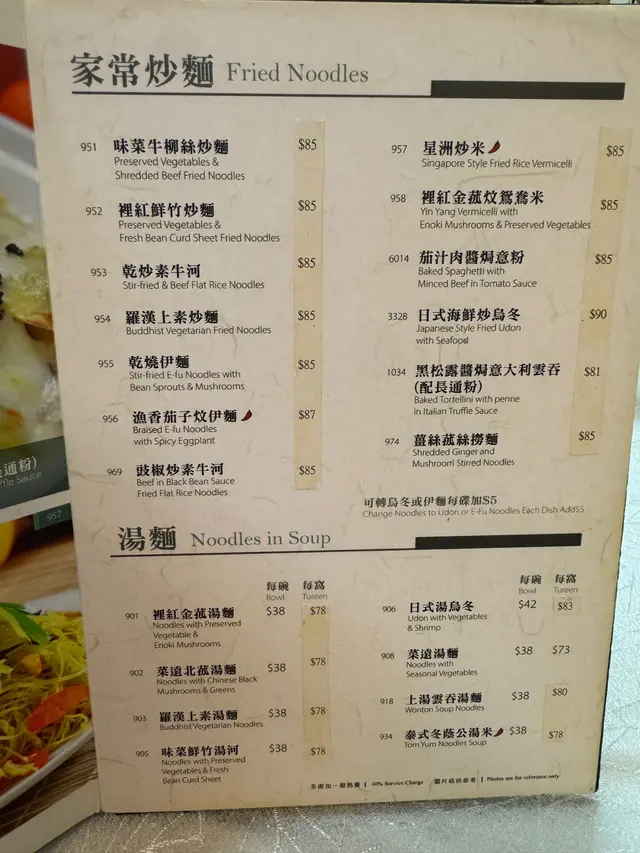 家常炒麵 Fried Noodles
951 味菜牛柳絲炒麵 $85
Preserved Vegetables &
Shredded Beef Fried Noodles
952 裡紅鮮竹炒麵 $85
Preserved Vegetables &
Fresh Bean Curd Sheet Fried Noodles
953 乾炒素牛河 $85
Stir-fried & Beef Flat Rice Noodles
954 羅漢上素炒麵 $85
Buddhist Vegetarian Fried Noodles
955 乾燒伊麵 $85
Stir-fried E-fu Noodles with
Bean Sprouts & Mushrooms
956 漁香茄子炆伊麵 $87
Braised E-fu Noodles
with Spicy Eggplant
969 豉椒炒素牛河 $85
Beef in Black Bean Sauce
Fried Flat Rice Noodles
957 星洲炒米 $85
Singapore Style Fried Rice Vermicelli
958 裡紅金菰炆鴛鴦米 $85
Yin Yang Vermicelli with
Enoki Mushrooms & Preserved Vegetables
6014 茄汁肉醬焗意粉 $85
Baked Spaghetti with
Minced Beef in Tomato Sauce
3328 日式海鮮炒烏冬 $90
Japanese Style Fried Udon
with Seafood
1034 黑松露醬焗意大利雲吞 $81
(配長通粉)
Baked Tortellini with penne
in Italian Truffle Sauce
974 薑絲菰絲撈麵 $85
Shredded Ginger and
Mushroom Stirred Noodles
可轉烏冬或伊麵每碟加$5
Change Noodles to Udon or E-Fu Noodles Each Dish Add$5
湯麵 Noodles in Soup
每碗 每窩
Bowl Tureen
901 裡紅金菰湯麵 $38 $78
Noodles with Preserved
Vegetable &
Enoki Mushrooms
902 菜遠北菰湯麵 $38 $78
Noodles with Chinese Black
Mushrooms & Greens
903 羅漢上素湯麵 $38 $78
Buddhist Vegetarian Noodles
905 味菜鮮竹湯河 $38 $78
Noodles with Preserved
Vegetables & Fresh
Bean Curd Sheet
每碗 每窩
Bowl Tureen
906 日式湯烏冬 $42 $83
Udon with Vegetables
& Shrimp
908 菜遠湯麵 $38 $73
Noodles with
Seasonal Vegetables
918 上湯雲吞湯麵 $38 $80
Wonton Soup Noodles
934 泰式冬蔭公湯米 $38 $78
Tom Yum Noodles Soup
多謝加一服務費 | 10% Service Charge 圖片祇供參考 | Photos are for reference only
通粉)
ffle Sauce
957